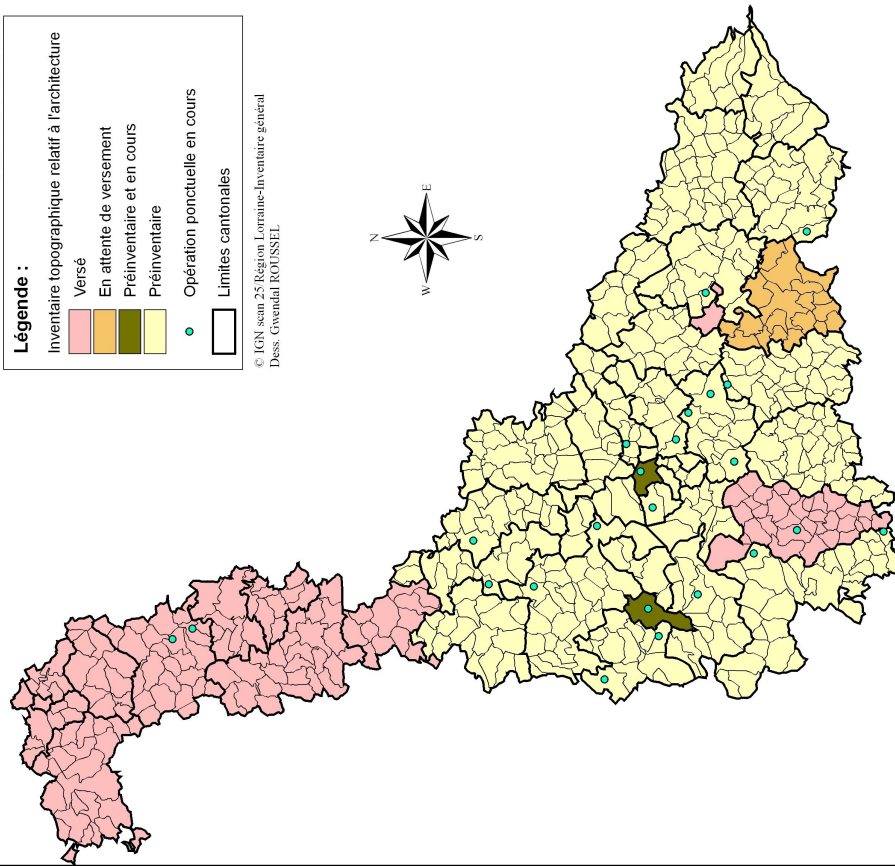 Légende :
Inventaire topographique relatif à l'architecture
Versé
En attente de versement
Préinventaire et en cours
Préinventaire
Opération ponctuelle en cours
Limites cantonales
© IGN scan 25 Région Lorraine-Inventaire général
Dess. Gwendal ROUSSEL
N
W
E
S